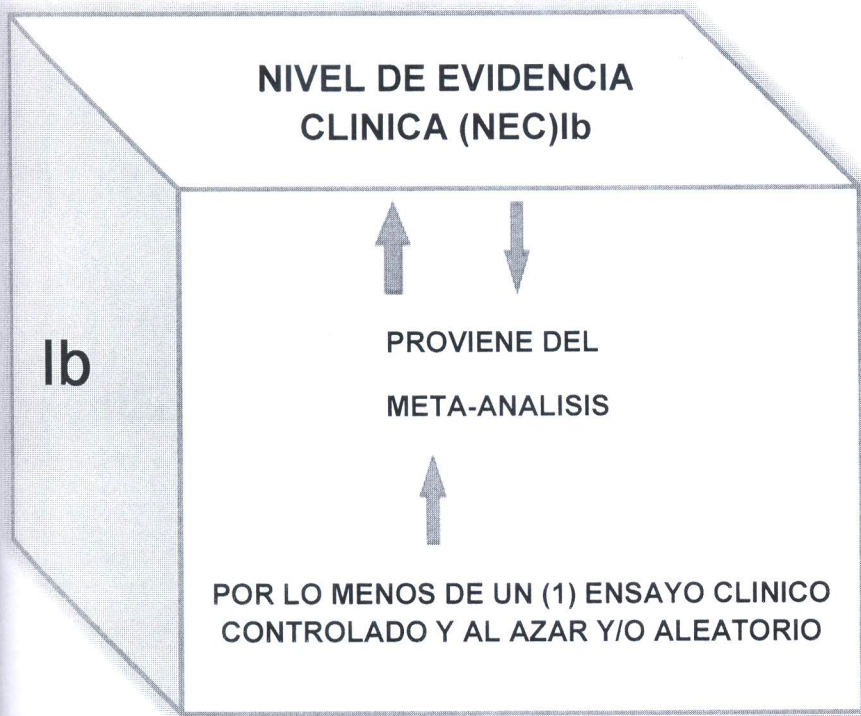 NIVEL DE EVIDENCIA
CLINICA (NEC)Ib
Ib
PROVIENE DEL
META-ANALISIS
POR LO MENOS DE UN (1) ENSAYO CLINICO
CONTROLADO Y AL AZAR Y/O ALEATORIO